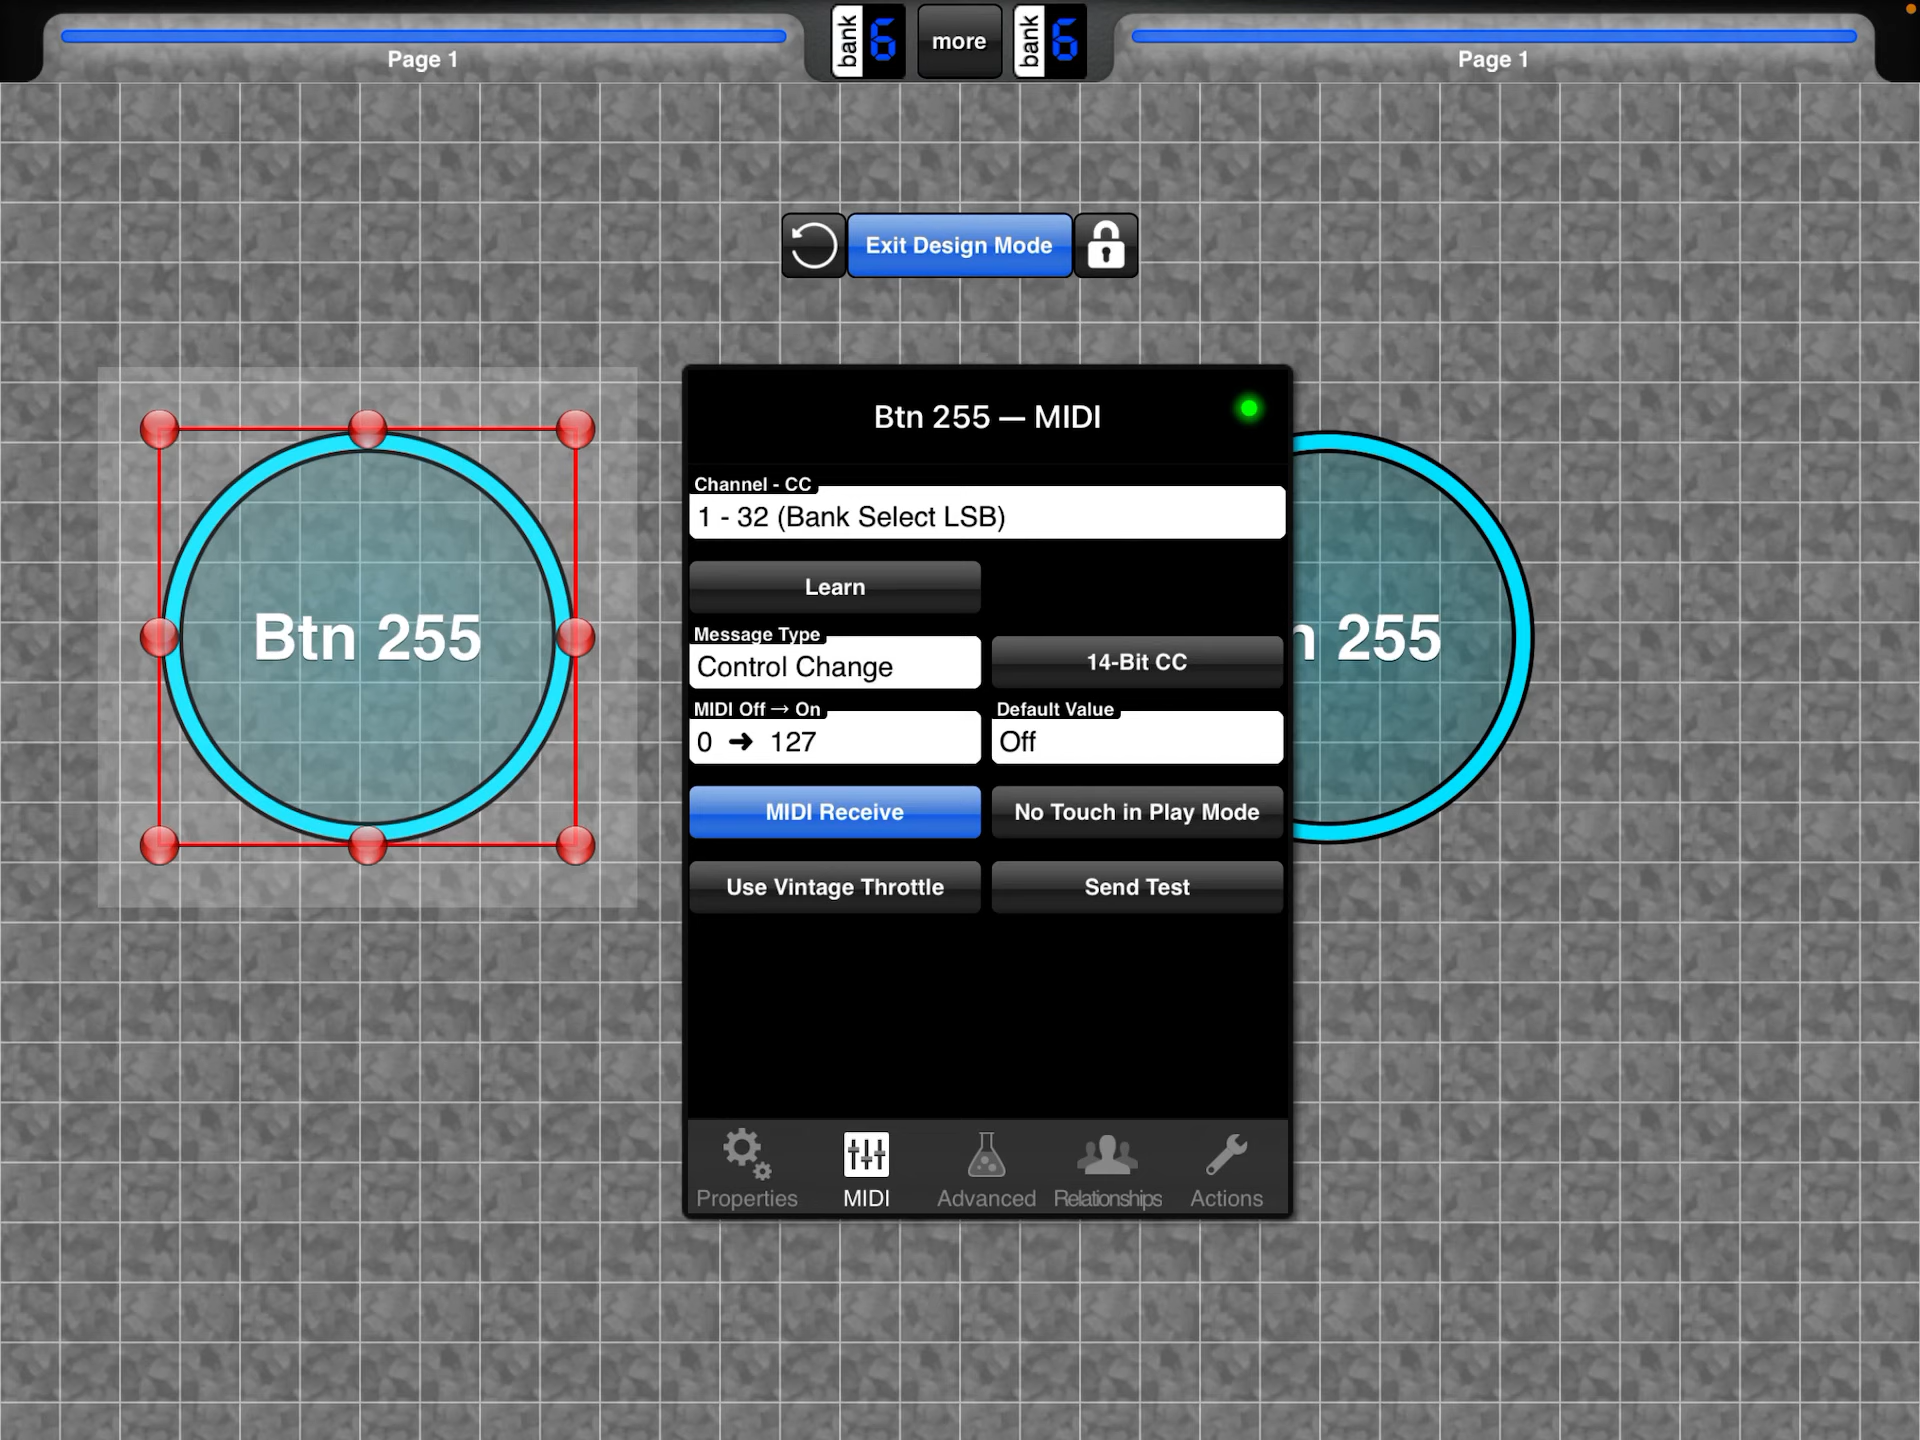 Page 1
bank 6
more
bank 6
Page 1
Exit Design Mode
Btn 255
Btn 255 — MIDI
Channel - CC
1 - 32 (Bank Select LSB)
Learn
Message Type
Control Change
14-Bit CC
MIDI Off → On
0 ➜ 127
Default Value
Off
MIDI Receive
No Touch in Play Mode
Use Vintage Throttle
Send Test
n 255
Properties
MIDI
Advanced
Relationships
Actions